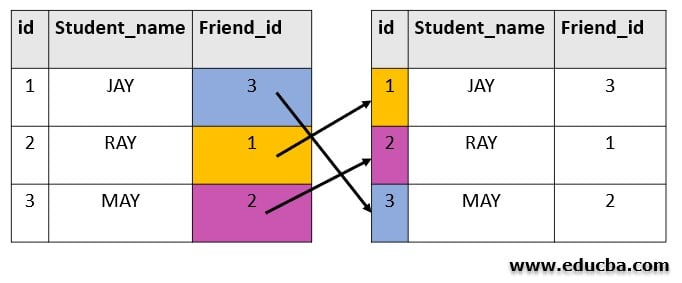 id Student_name Friend_id
1 JAY 3
2 RAY 1
3 MAY 2
id Student_name Friend_id
1 JAY 3
2 RAY 1
3 MAY 2
www.educba.com